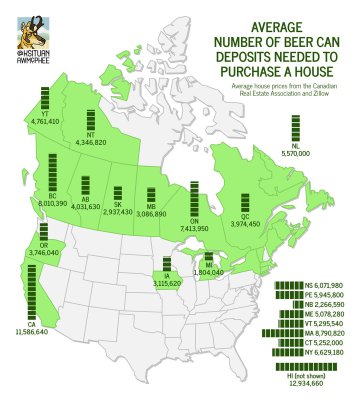 @KSITUAN
AWMCPHEE
AVERAGE
NUMBER OF BEER CAN
DEPOSITS NEEDED TO
PURCHASE A HOUSE
Average house prices from the Canadian
Real Estate Association and Zillow
YT
4,761,410
NT
4,346,820
NL
5,570,000
BC
8,010,390
AB
4,031,630
SK
2,937,430
MB
3,086,890
ON
7,413,950
QC
3,974,450
OR
3,746,040
IA
3,115,620
MI
1,804,040
CA
11,586,640
NS 6,071,980
PE 5,945,800
NB 2,266,590
ME 5,078,280
VT 5,295,540
MA 8,790,820
CT 5,252,000
NY 6,629,180
HI (not shown)
12,934,660